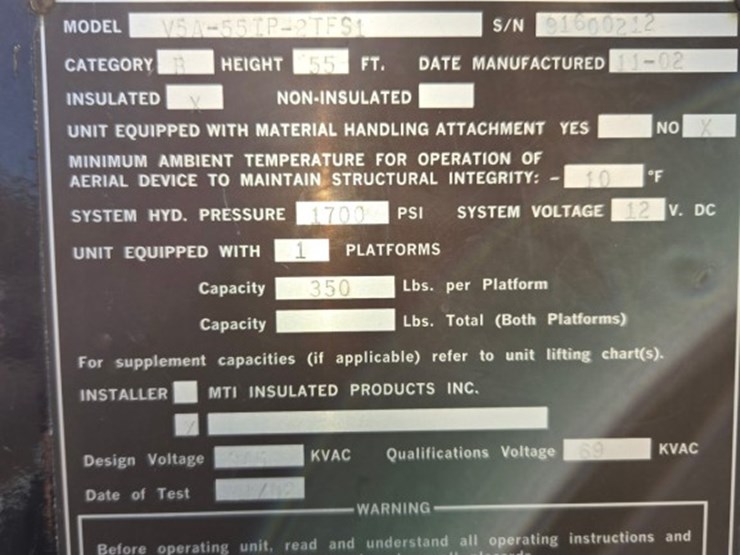 MODEL V5A-55IP-2TFS1 S/N 91600212
CATEGORY B HEIGHT 55 FT. DATE MANUFACTURED 11-02
INSULATED X NON-INSULATED
UNIT EQUIPPED WITH MATERIAL HANDLING ATTACHMENT YES NO X
MINIMUM AMBIENT TEMPERATURE FOR OPERATION OF
AERIAL DEVICE TO MAINTAIN STRUCTURAL INTEGRITY: - 10 °F
SYSTEM HYD. PRESSURE 1700 PSI SYSTEM VOLTAGE 12 V. DC
UNIT EQUIPPED WITH 1 PLATFORMS
Capacity 350 Lbs. per Platform
Capacity Lbs. Total (Both Platforms)
For supplement capacities (if applicable) refer to unit lifting chart(s).
INSTALLER MTI INSULATED PRODUCTS INC.
Design Voltage KVAC Qualifications Voltage 69 KVAC
Date of Test
WARNING
Before operating unit, read and understand all operating instructions and